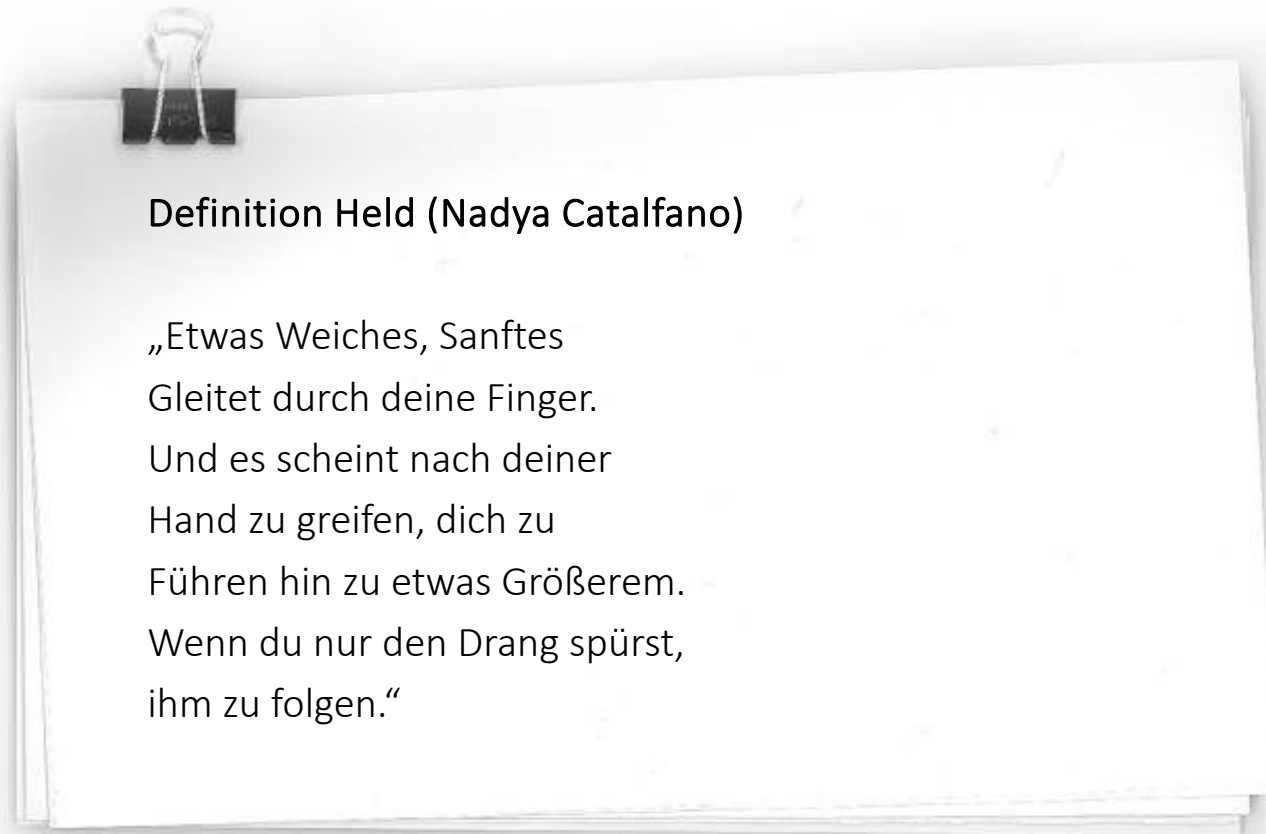 Definition Held (Nadya Catalfano)
„Etwas Weiches, Sanftes
Gleitet durch deine Finger.
Und es scheint nach deiner
Hand zu greifen, dich zu
Führen hin zu etwas Größerem.
Wenn du nur den Drang spürst,
ihm zu folgen.“